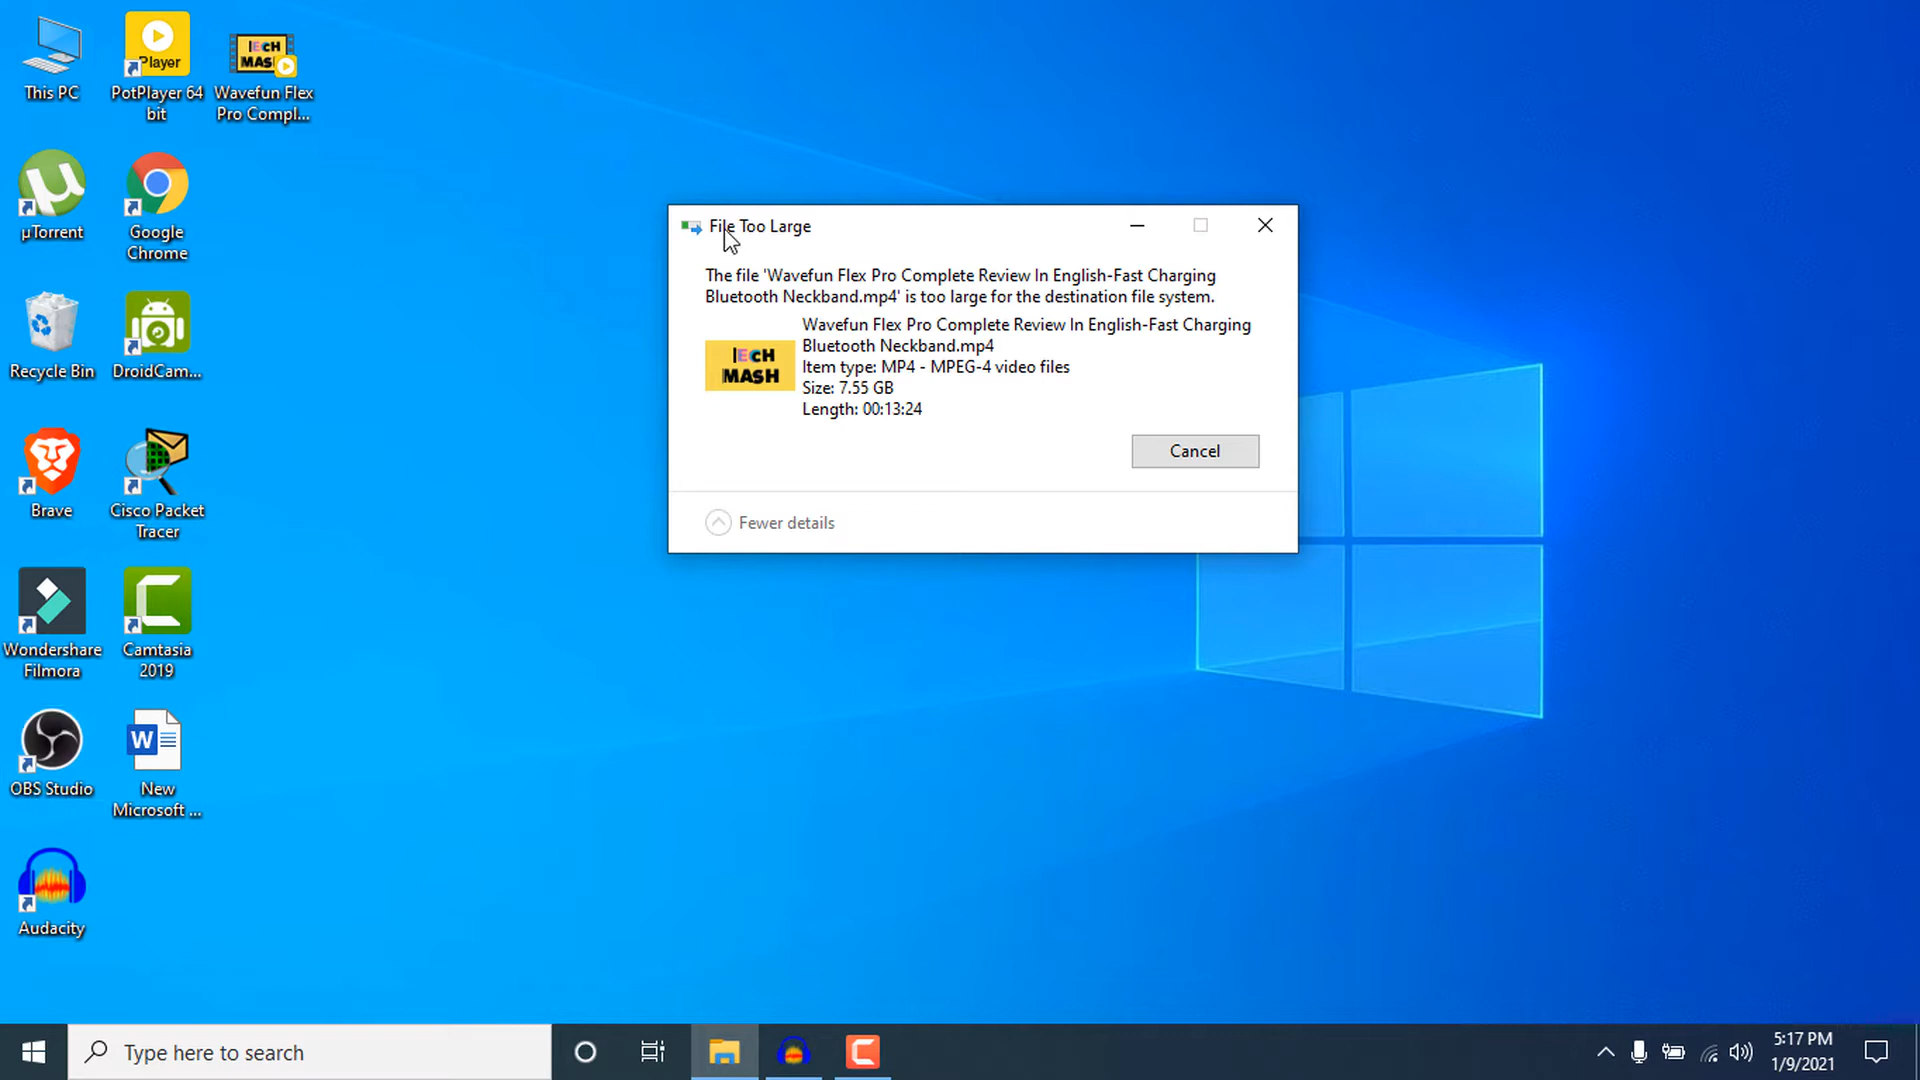 This PC
Player
PotPlayer 64
bit
TECH
MASH
Wavefun Flex
Pro Compl...
µTorrent
Google
Chrome
Recycle Bin
DroidCam...
Brave
Cisco Packet
Tracer
Wondershare
Filmora
Camtasia
2019
OBS Studio
W
New
Microsoft ...
Audacity
File Too Large
The file 'Wavefun Flex Pro Complete Review In English-Fast Charging
Bluetooth Neckband.mp4' is too large for the destination file system.
TECH
MASH
Wavefun Flex Pro Complete Review In English-Fast Charging
Bluetooth Neckband.mp4
Item type: MP4 - MPEG-4 video files
Size: 7.55 GB
Length: 00:13:24
Cancel
Fewer details
Type here to search
5:17 PM
1/9/2021